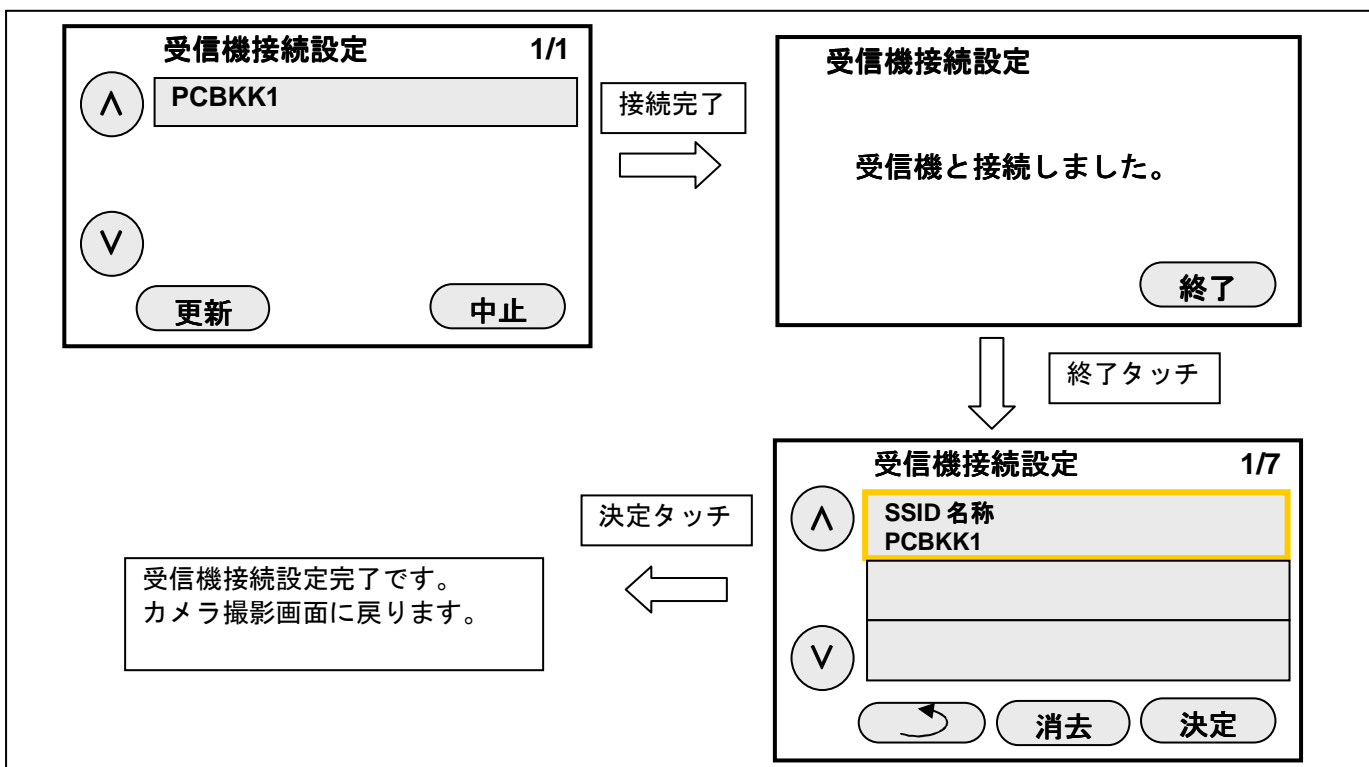 受信機接続設定 1/1
∧
PCBKK1
∨
更新 中止
接続完了
受信機接続設定
受信機と接続しました。
終了
終了タッチ
受信機接続設定 1/7
∧
SSID 名称
PCBKK1
∨
消去 決定
決定タッチ
受信機接続設定完了です。
カメラ撮影画面に戻ります。